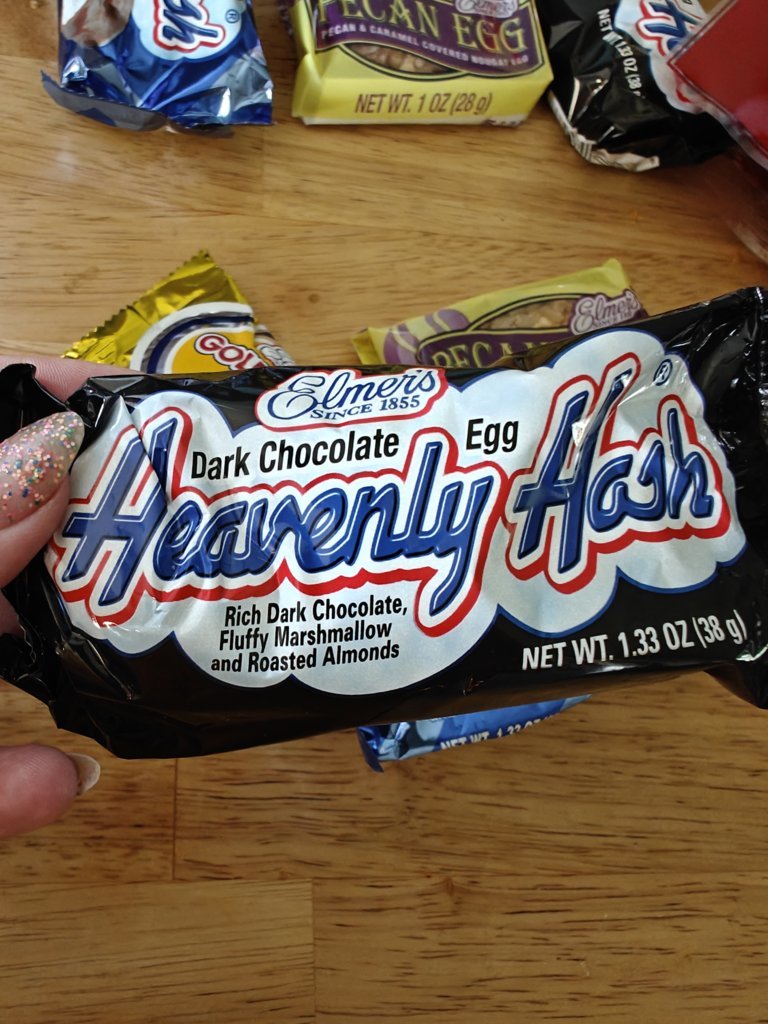 PECAN EGG
PECAN & CARAMEL COVERED NOUGAT EGG
NET WT. 1 OZ (28 g)
Elmer's
SINCE 1855
Dark Chocolate Egg
Heavenly Hash®
Rich Dark Chocolate,
Fluffy Marshmallow
and Roasted Almonds
NET WT. 1.33 OZ (38 g)
Elmer's